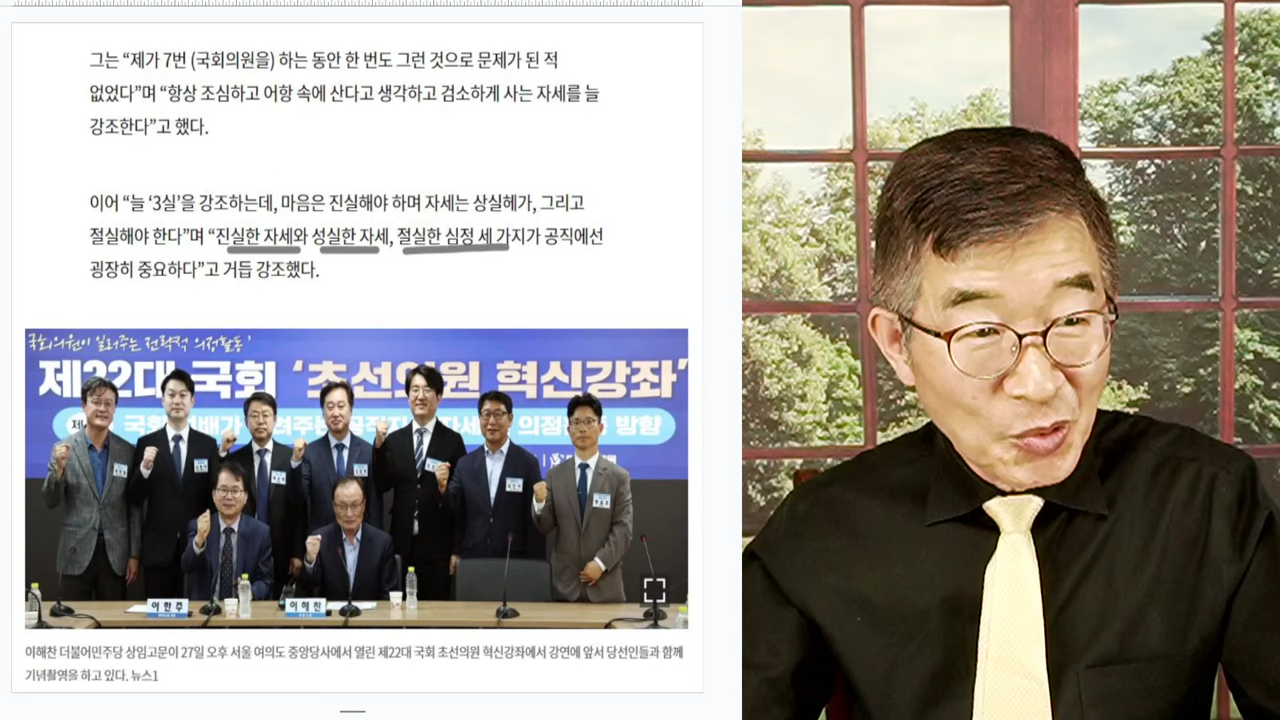 그는 “제가 7번 (국회의원을) 하는 동안 한 번도 그런 것으로 문제가 된 적
없었다”며 “항상 조심하고 어항 속에 산다고 생각하고 검소하게 사는 자세를 늘
강조한다”고 했다.
이어 “늘 ‘3실’을 강조하는데, 마음은 진실해야 하며 자세는 상실헤가, 그리고
절실해야 한다”며 “진실한 자세와 성실한 자세, 절실한 심정 세 가지가 공직에선
굉장히 중요하다”고 거듭 강조했다.
국회의원이 일러주는 전략적 의정활동’
제22대 국회 ‘초선의원 혁신강좌’
국회 의정 방향
이한주
이해찬
이해찬 더불어민주당 상임고문이 27일 오후 서울 여의도 중앙당사에서 열린 제22대 국회 초선의원 혁신강좌에서 강연에 앞서 당선인들과 함께
기념촬영을 하고 있다. 뉴스1